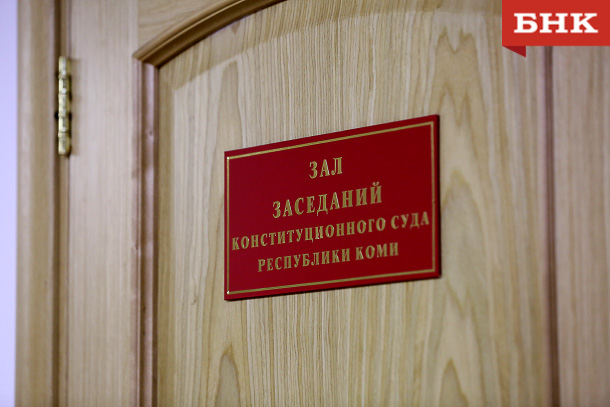 БНК
ЗАЛ
ЗАСЕДАНИЙ
КОНСТИТУЦИОННОГО СУДА
РЕСПУБЛИКИ КОМИ